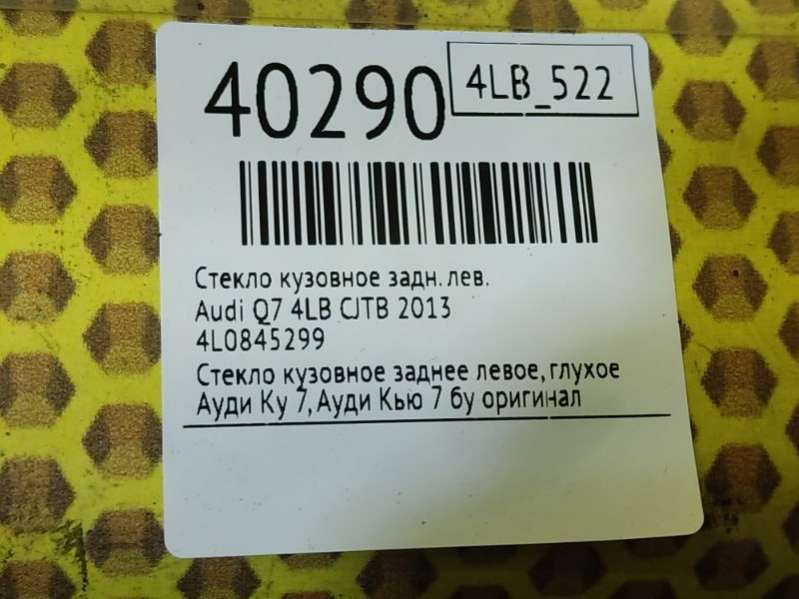 40290
4LB_522
Стекло кузовное задн. лев.
Audi Q7 4LB CJTB 2013
4L0845299
Стекло кузовное заднее левое, глухое
Ауди Ку 7, Ауди Кью 7 бу оригинал